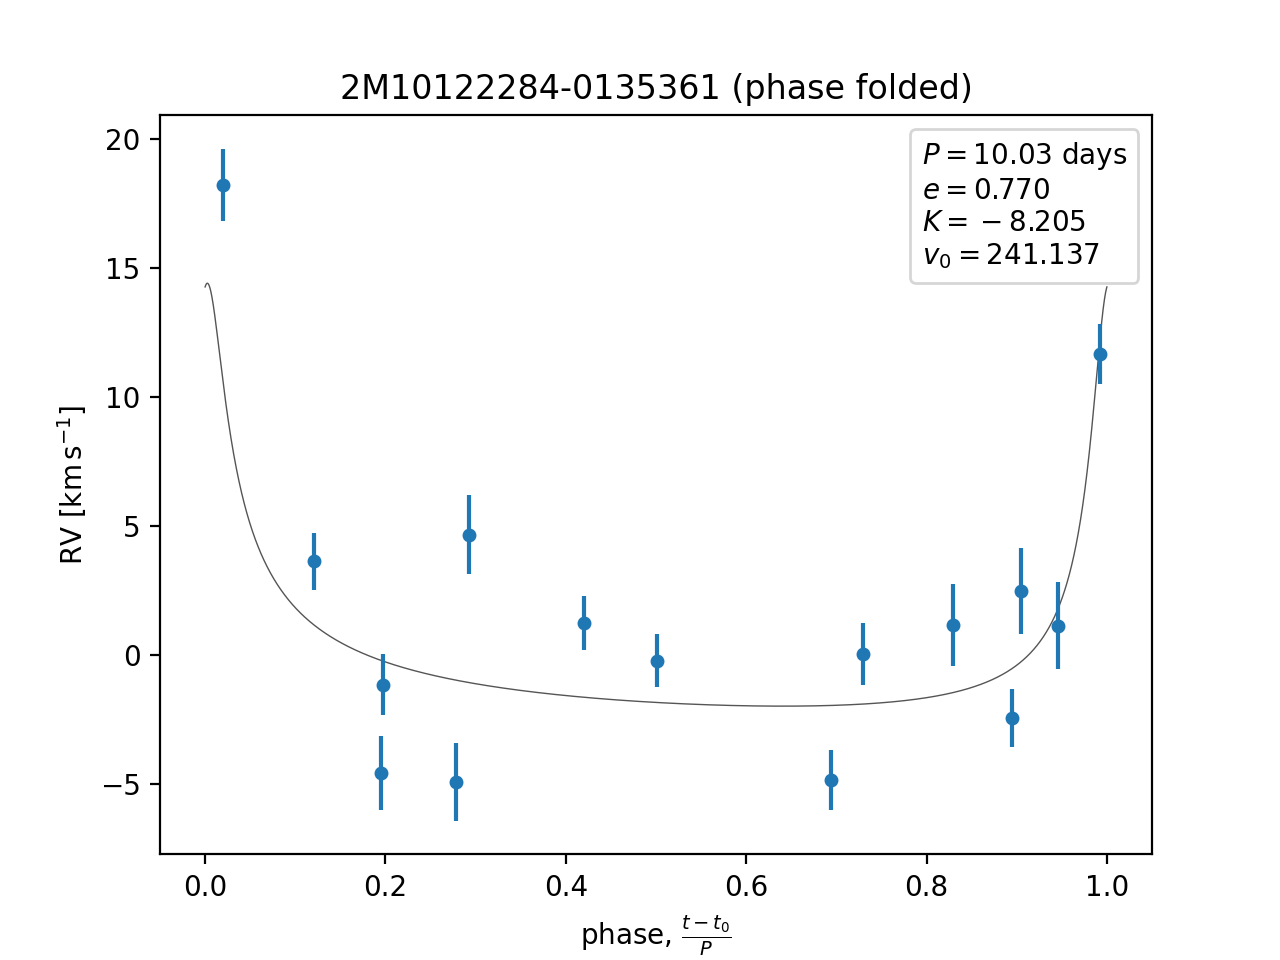 2M10122284-0135361 (phase folded)
P = 10.03 days
e = 0.770
K = −8.205
v₀ = 241.137
20
15
10
5
0
−5
RV [km s⁻¹]
0.0 0.2 0.4 0.6 0.8 1.0
phase, (t − t₀)/P